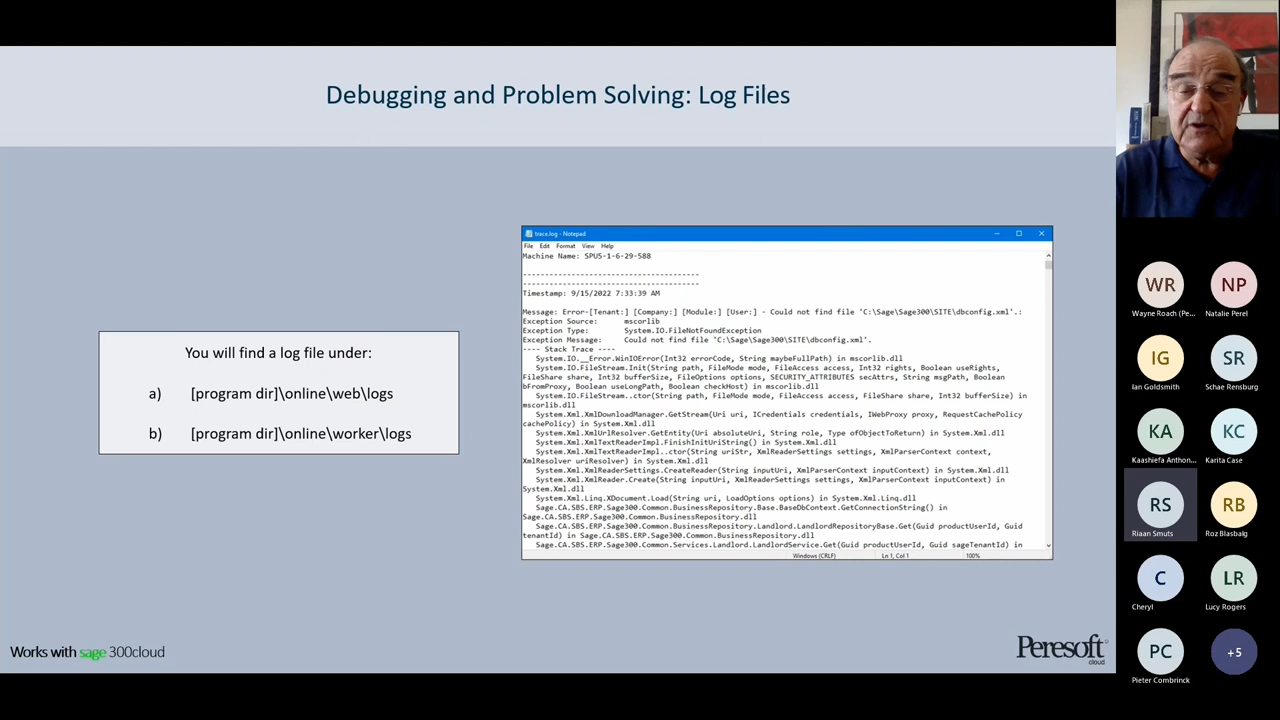 Debugging and Problem Solving: Log Files
You will find a log file under:
a) [program dir]\online\web\logs
b) [program dir]\online\worker\logs
trace.log - Notepad
File Edit Format View Help
Machine Name: SPU5-1-6-29-588
----------------------------------------
----------------------------------------
Timestamp: 9/15/2022 7:33:39 AM
Message: Error-[Tenant:] [Company:] [Module:] [User:] - Could not find file 'C:\Sage\Sage300\SITE\dbconfig.xml'.:
Exception Source: mscorlib
Exception Type: System.IO.FileNotFoundException
Exception Message: Could not find file 'C:\Sage\Sage300\SITE\dbconfig.xml'.
---- Stack Trace ----
System.IO.__Error.WinIOError(Int32 errorCode, String maybeFullPath) in mscorlib.dll
System.IO.FileStream.Init(String path, FileMode mode, FileAccess access, Int32 rights, Boolean useRights,
FileShare share, Int32 bufferSize, FileOptions options, SECURITY_ATTRIBUTES secAttrs, String msgPath, Boolean
bFromProxy, Boolean useLongPath, Boolean checkHost) in mscorlib.dll
System.IO.FileStream..ctor(String path, FileMode mode, FileAccess access, FileShare share, Int32 bufferSize) in
mscorlib.dll
System.Xml.XmlDownloadManager.GetStream(Uri uri, ICredentials credentials, IWebProxy proxy, RequestCachePolicy
cachePolicy) in System.Xml.dll
System.Xml.XmlUrlResolver.GetEntity(Uri absoluteUri, String role, Type ofObjectToReturn) in System.Xml.dll
System.Xml.XmlTextReaderImpl.FinishInitUriString() in System.Xml.dll
System.Xml.XmlTextReaderImpl..ctor(String uriStr, XmlReaderSettings settings, XmlParserContext context,
XmlResolver uriResolver) in System.Xml.dll
System.Xml.XmlReaderSettings.CreateReader(String inputUri, XmlParserContext inputContext) in System.Xml.dll
System.Xml.XmlReader.Create(String inputUri, XmlReaderSettings settings, XmlParserContext inputContext) in
System.Xml.dll
System.Xml.Linq.XDocument.Load(String uri, LoadOptions options) in System.Xml.Linq.dll
Sage.CA.SBS.ERP.Sage300.Common.BusinessRepository.Base.BaseDbContext.GetConnectionString() in
Sage.CA.SBS.ERP.Sage300.Common.BusinessRepository.dll
Sage.CA.SBS.ERP.Sage300.Common.BusinessRepository.Landlord.LandlordRepositoryBase.Get(Guid productUserId, Guid
tenantId) in Sage.CA.SBS.ERP.Sage300.Common.BusinessRepository.dll
Sage.CA.SBS.ERP.Sage300.Common.Services.Landlord.LandlordService.Get(Guid productUserId, Guid sageTenantId) in
Windows (CRLF) Ln 1, Col 1 100%
Works with sage 300cloud
Peresoft
cloud
WR NP
Wayne Roach (Pe... Natalie Perel
IG SR
Ian Goldsmith Schae Rensburg
KA KC
Kaashiefa Anthon... Karita Case
RS RB
Riaan Smuts Roz Blasbalg
C LR
Cheryl Lucy Rogers
PC +5
Pieter Combrinck